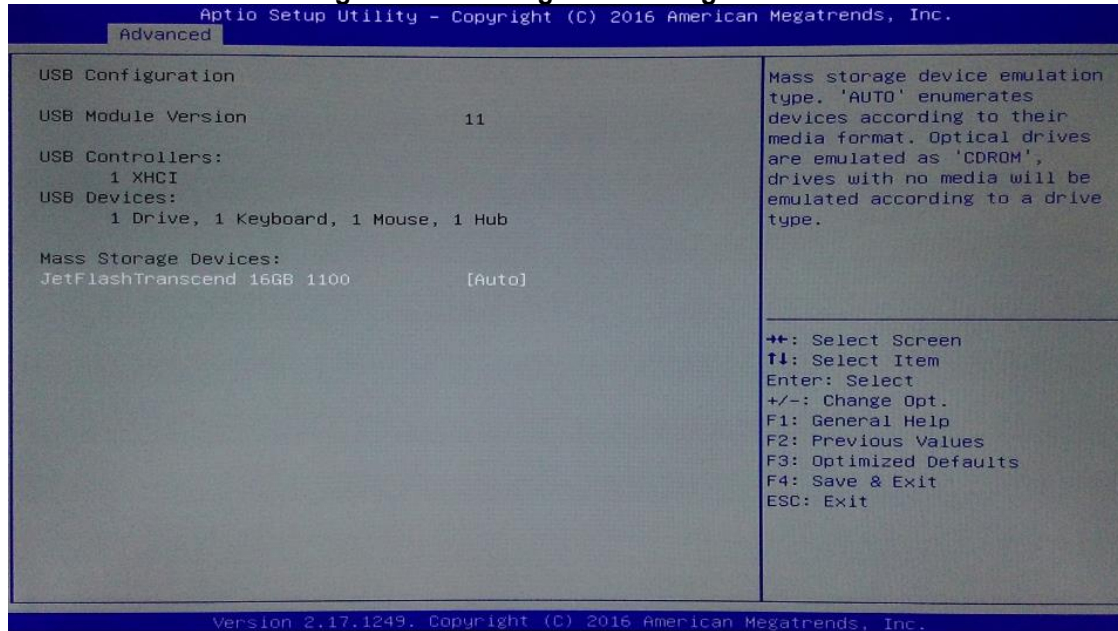 Aptio Setup Utility – Copyright (C) 2016 American Megatrends, Inc.
Advanced
USB Configuration
USB Module Version 11
USB Controllers:
1 XHCI
USB Devices:
1 Drive, 1 Keyboard, 1 Mouse, 1 Hub
Mass Storage Devices:
JetFlashTranscend 16GB 1100 [Auto]
Mass storage device emulation
type. 'AUTO' enumerates
devices according to their
media format. Optical drives
are emulated as 'CDROM',
drives with no media will be
emulated according to a drive
type.
→←: Select Screen
↑↓: Select Item
Enter: Select
+/-: Change Opt.
F1: General Help
F2: Previous Values
F3: Optimized Defaults
F4: Save & Exit
ESC: Exit
Version 2.17.1249. Copyright (C) 2016 American Megatrends, Inc.